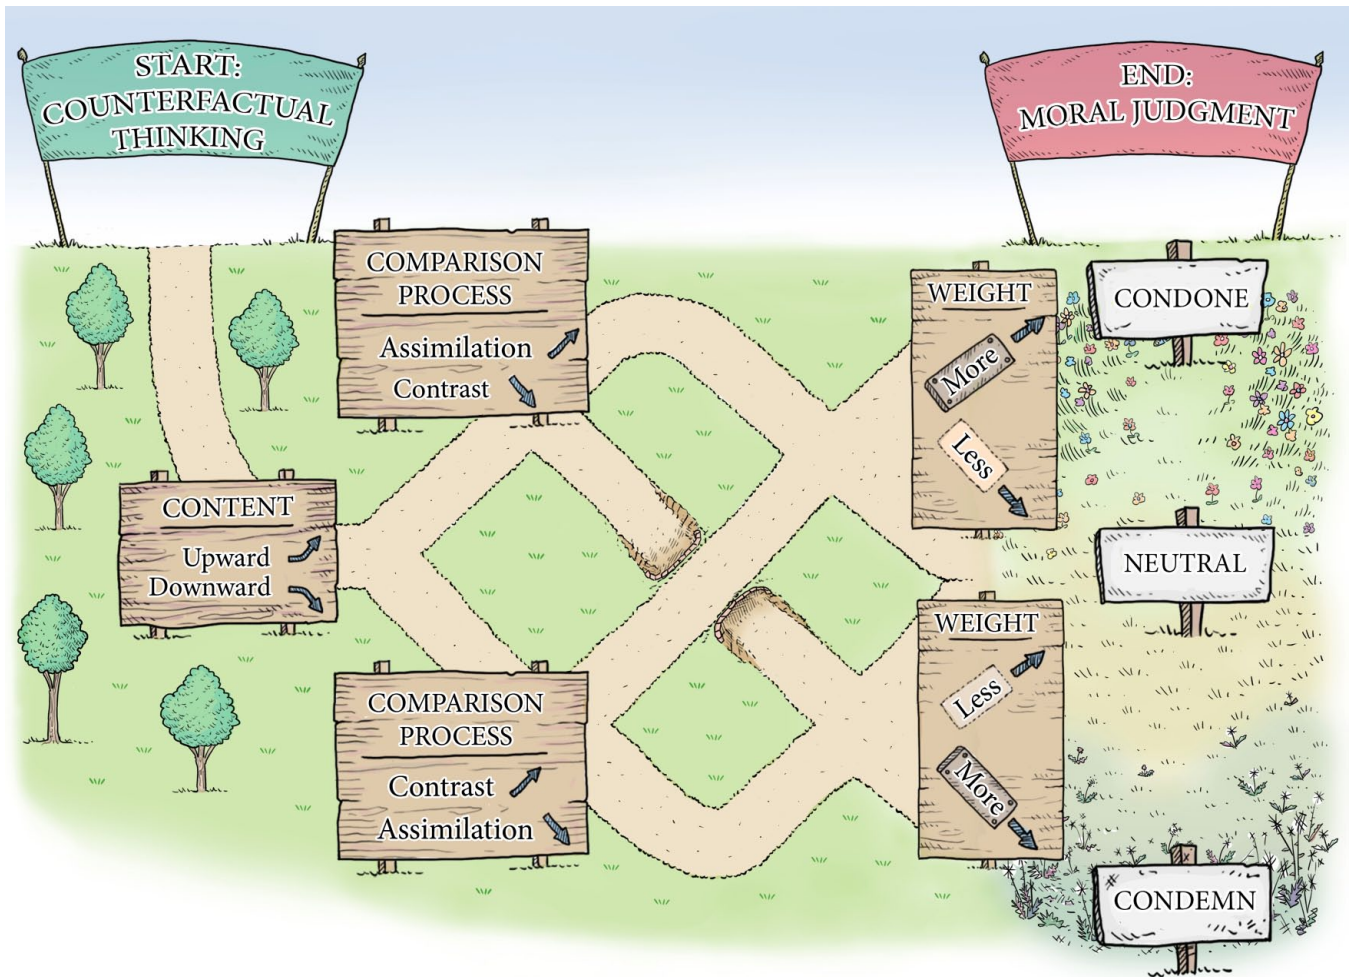 START:
COUNTERFACTUAL
THINKING
END:
MORAL JUDGMENT
COMPARISON
PROCESS
Assimilation
Contrast
WEIGHT
More
Less
CONDONE
CONTENT
Upward
Downward
NEUTRAL
COMPARISON
PROCESS
Contrast
Assimilation
WEIGHT
Less
More
CONDEMN